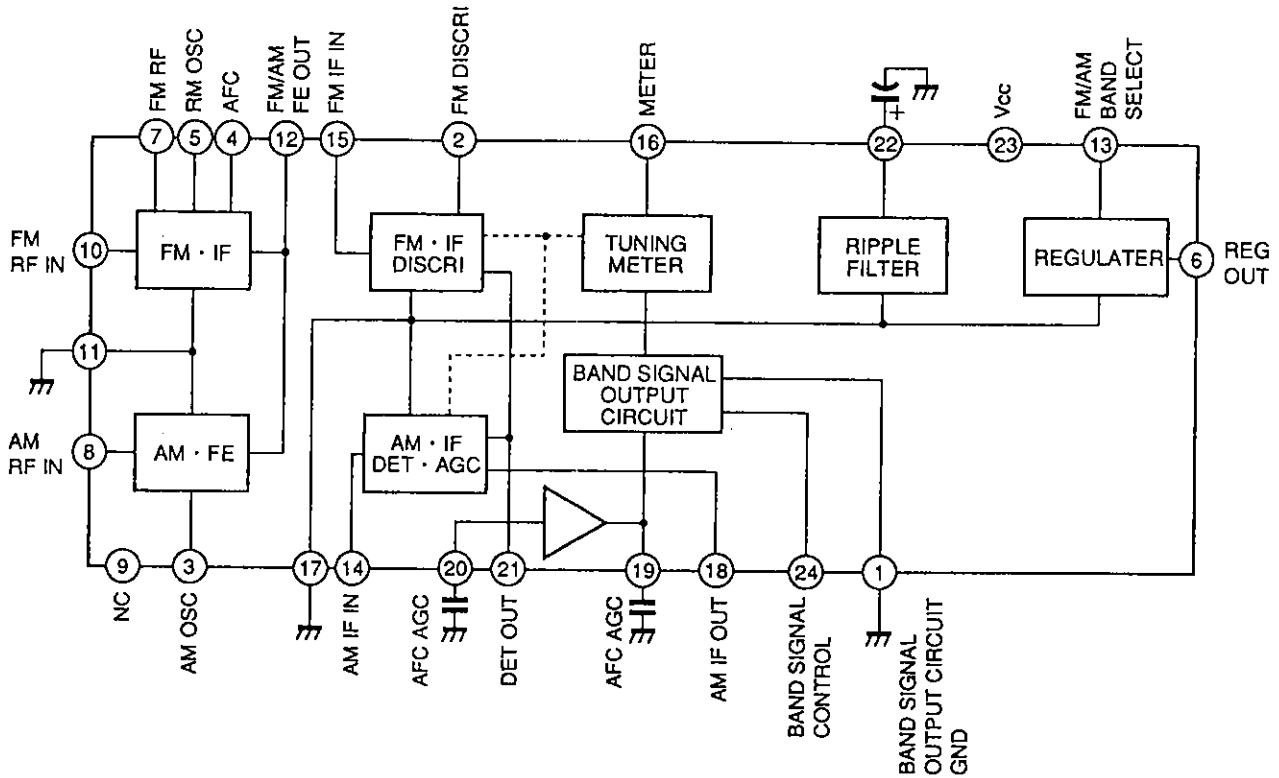 FM RF
RM OSC
AFC
FM/AM
FE OUT
FM IF IN
FM DISCRI
METER
+
Vcc
FM/AM
BAND
SELECT
7
5
4
12
15
2
16
22
23
13
FM
RF IN
10
FM · IF
FM · IF
DISCRI
TUNING
METER
RIPPLE
FILTER
REGULATER
6
REG
OUT
11
BAND SIGNAL
OUTPUT
CIRCUIT
AM
RF IN
8
AM · FE
AM · IF
DET · AGC
9
3
17
14
20
21
19
18
24
1
NC
AM OSC
AM IF IN
AFC AGC
DET OUT
AFC AGC
AM IF OUT
BAND SIGNAL
CONTROL
BAND SIGNAL
OUTPUT CIRCUIT
GND